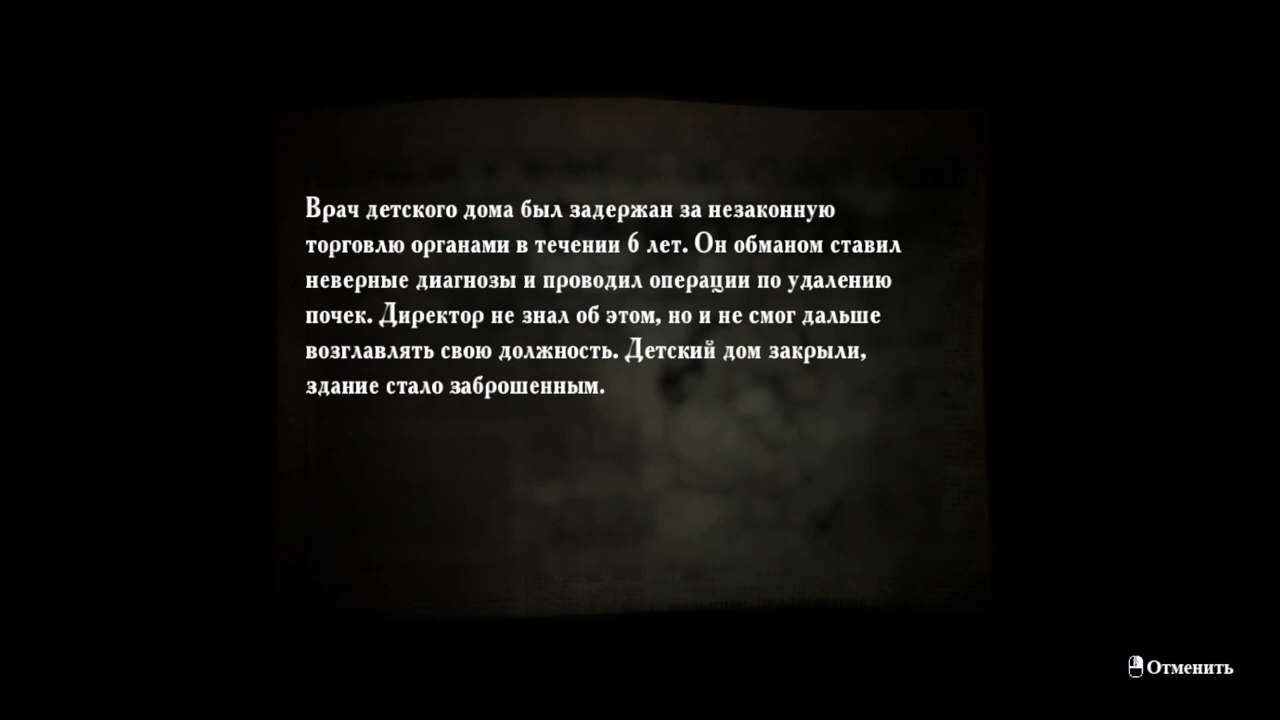 Врач детского дома был задержан за незаконную
торговлю органами в течении 6 лет. Он обманом ставил
неверные диагнозы и проводил операции по удалению
почек. Директор не знал об этом, но и не смог дальше
возглавлять свою должность. Детский дом закрыли,
здание стало заброшенным.
Отменить